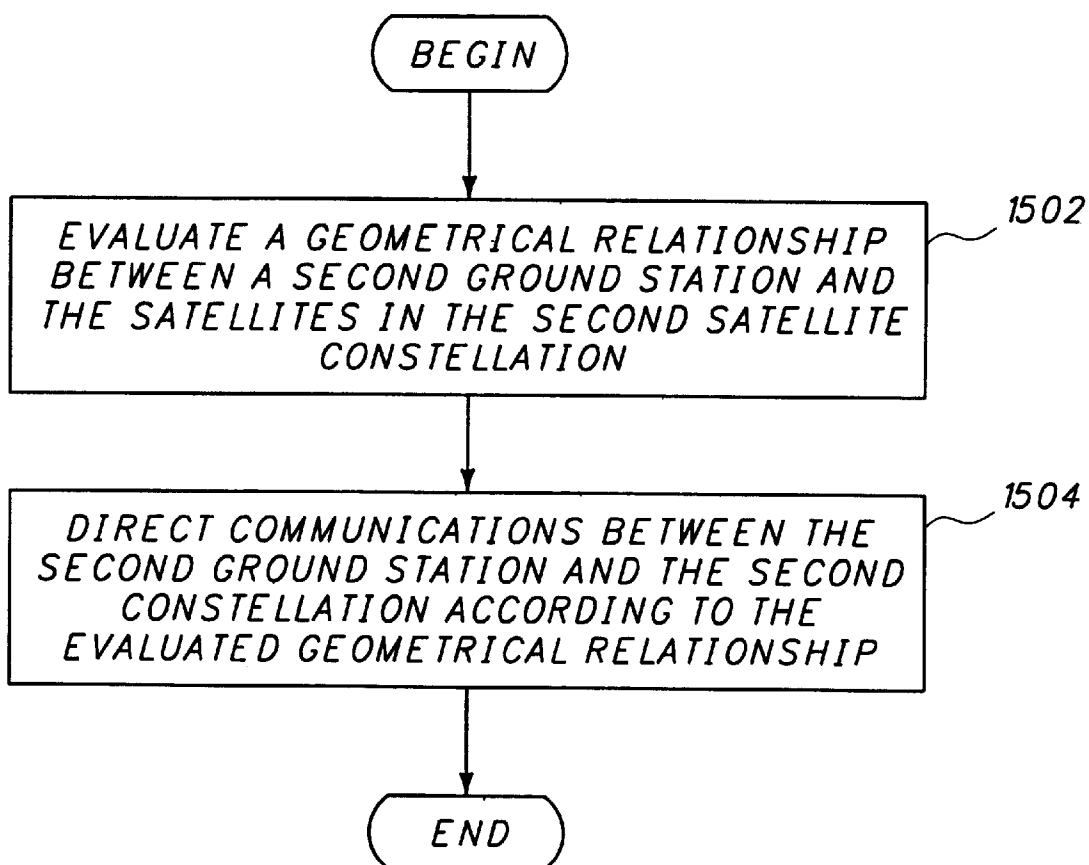 BEGIN
EVALUATE A GEOMETRICAL RELATIONSHIP
BETWEEN A SECOND GROUND STATION AND
THE SATELLITES IN THE SECOND SATELLITE
CONSTELLATION
1502
DIRECT COMMUNICATIONS BETWEEN THE
SECOND GROUND STATION AND THE SECOND
CONSTELLATION ACCORDING TO THE
EVALUATED GEOMETRICAL RELATIONSHIP
1504
END